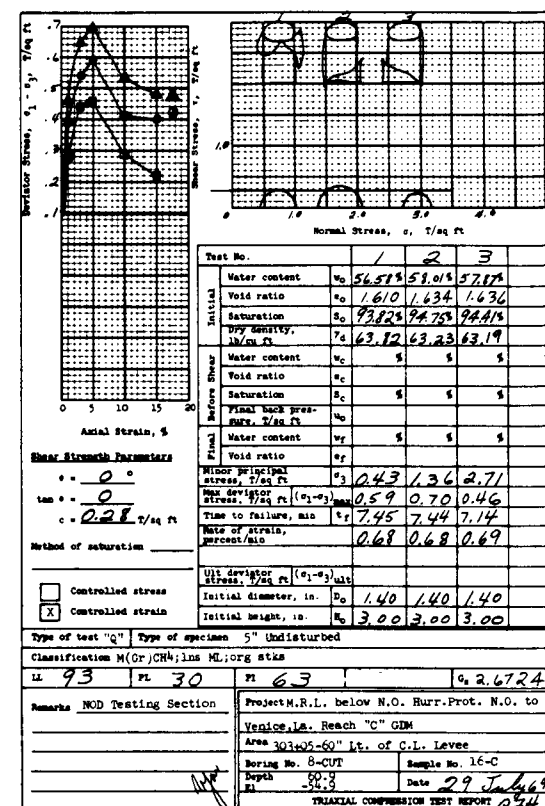 Deviator Stress, σ1 - σ3, T/sq ft
.7
.6
.5
.4
.3
.2
.1
0 5 10 15 20
Axial Strain, %
Shear Stress, τ, T/sq ft
1.0
0 1.0 2.0 3.0 4.0
1 2 3
Normal Stress, σ, T/sq ft
Shear Strength Parameters
φ = 0 °
tan φ = 0
c = 0.28 T/sq ft
Method of saturation
Controlled stress
X Controlled strain
Test No. 1 2 3
Initial
Water content w0 56.58% 58.01% 57.87%
Void ratio e0 1.610 1.634 1.636
Saturation S0 93.82% 94.75% 94.41%
Dry density, lb/cu ft γd 63.82 63.23 63.19
Before Shear
Water content wc % % %
Void ratio ec
Saturation Sc % % %
Final back pressure, T/sq ft u0
Final
Water content wf % % %
Void ratio ef
Minor principal stress, T/sq ft σ3 0.43 1.36 2.71
Max deviator stress, T/sq ft (σ1-σ3)max 0.59 0.70 0.46
Time to failure, min tf 7.45 7.44 7.14
Rate of strain, percent/min 0.68 0.68 0.69
Ult deviator stress, T/sq ft (σ1-σ3)ult
Initial diameter, in. D0 1.40 1.40 1.40
Initial height, in. H0 3.00 3.00 3.00
Type of test "Q" Type of specimen 5" Undisturbed
Classification M(Gr)CH4; lns ML; org stks
LL 93 PL 30 PI 63 Gs 2.6724
Remarks NOD Testing Section
Project M.R.L. below N.O. Hurr.Prot. N.O. to
Venice,La. Reach "C" GDM
Area 303+05-60" Lt. of C.L. Levee
Boring No. 8-CUT Sample No. 16-C
Depth 60.9
El -54.9
Date 29 July 69
TRIAXIAL COMPRESSION TEST REPORT